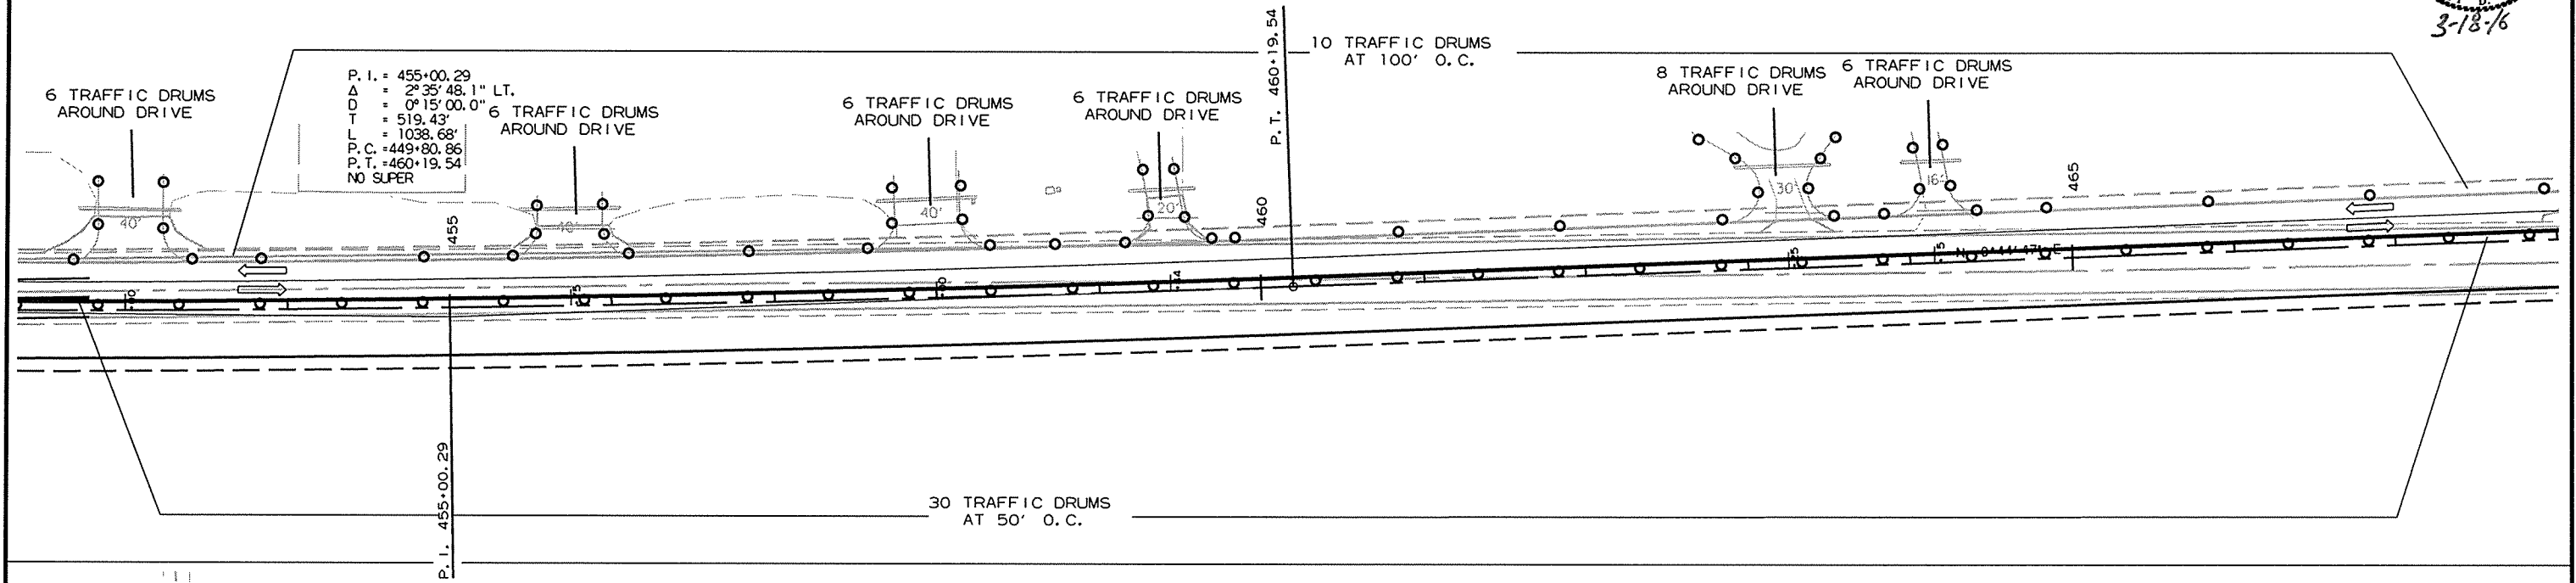 3-18-16
10 TRAFFIC DRUMS
AT 100' O.C.
P.T. 460+19.54
P.I.= 455+00.29
Δ = 2°35'48.1" LT.
D = 0°15'00.0"
T = 519.43'
L = 1038.68'
P.C.=449+80.86
P.T.=460+19.54
NO SUPER
6 TRAFFIC DRUMS
AROUND DRIVE
6 TRAFFIC DRUMS
AROUND DRIVE
6 TRAFFIC DRUMS
AROUND DRIVE
6 TRAFFIC DRUMS
AROUND DRIVE
8 TRAFFIC DRUMS
AROUND DRIVE
6 TRAFFIC DRUMS
AROUND DRIVE
40'
40'
20'
30'
16'
455
460
465
P.I. 455+00.29
30 TRAFFIC DRUMS
AT 50' O.C.